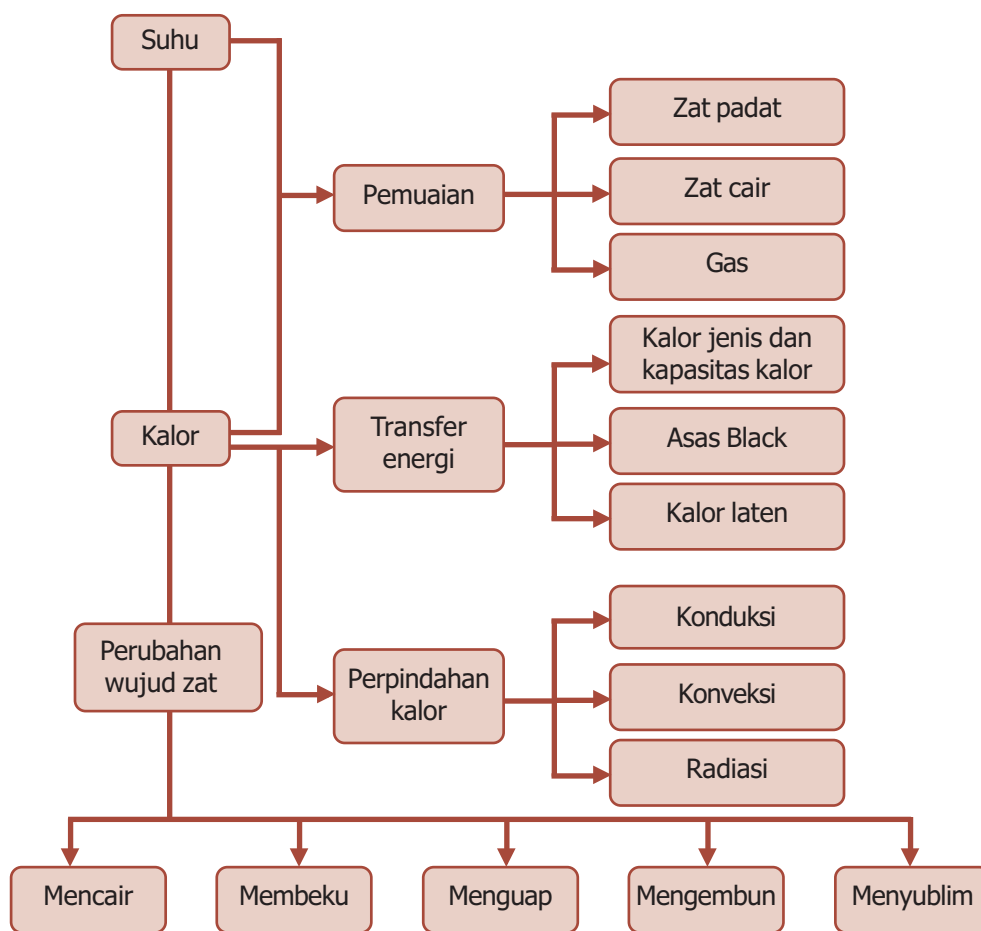 Suhu
Zat padat
Pemuaian
Zat cair
Gas
Kalor jenis dan
kapasitas kalor
Kalor
Transfer
energi
Asas Black
Kalor laten
Konduksi
Perubahan
wujud zat
Perpindahan
kalor
Konveksi
Radiasi
Mencair
Membeku
Menguap
Mengembun
Menyublim